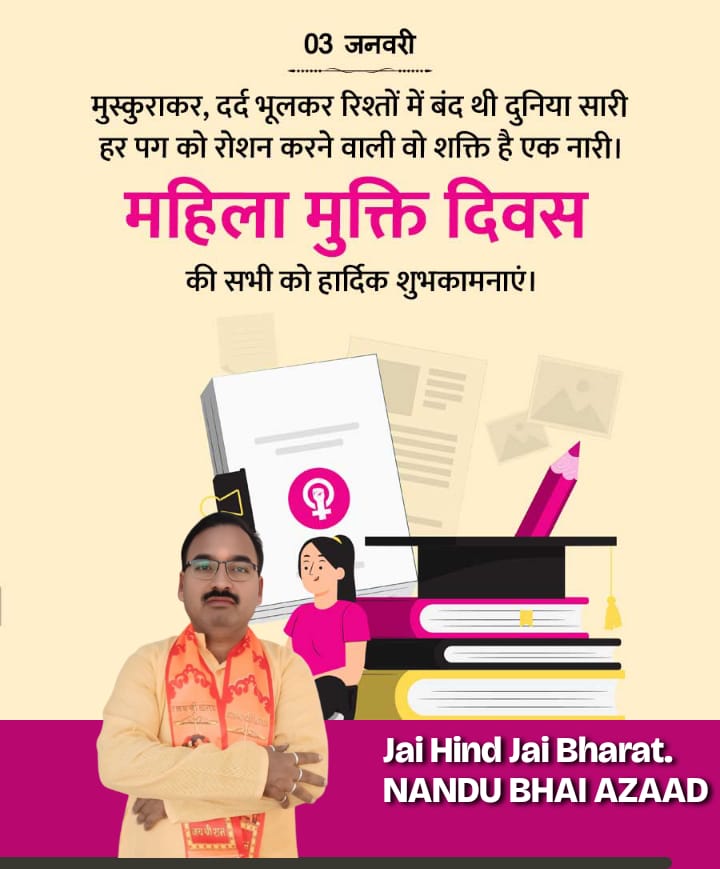 03 जनवरी
मुस्कुराकर, दर्द भूलकर रिश्तों में बंद थी दुनिया सारी
हर पग को रोशन करने वाली वो शक्ति है एक नारी।
महिला मुक्ति दिवस
की सभी को हार्दिक शुभकामनाएं।
जय श्री राम
Jai Hind Jai Bharat.
NANDU BHAI AZAAD